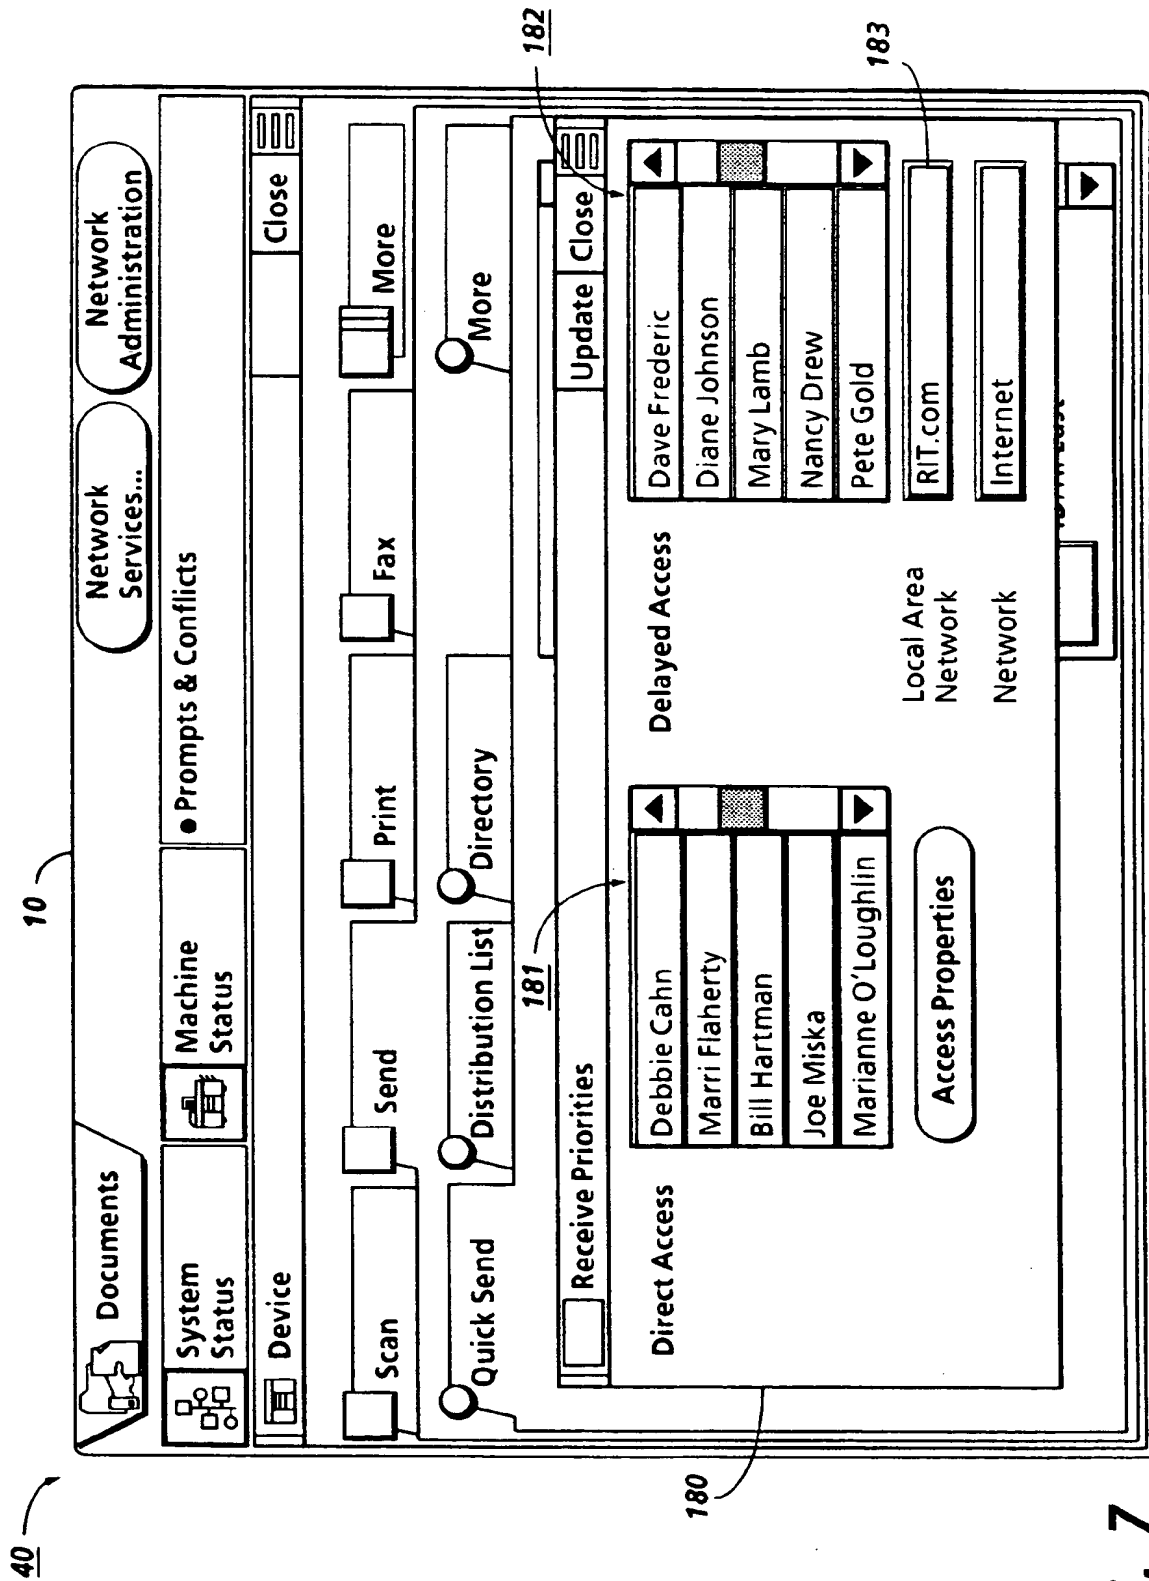 40
10
Documents
Network
Services...
Network
Administration
System
Status
Machine
Status
● Prompts & Conflicts
Device
Close
Scan
Send
Print
Fax
More
Quick Send
Distribution List
Directory
More
Receive Priorities
Update
Close
181
182
Direct Access
Debbie Cahn
Marri Flaherty
Bill Hartman
Joe Miska
Marianne O'Loughlin
Access Properties
Delayed Access
Dave Frederic
Diane Johnson
Mary Lamb
Nancy Drew
Pete Gold
Local Area
Network
RIT.com
183
Network
Internet
180
7